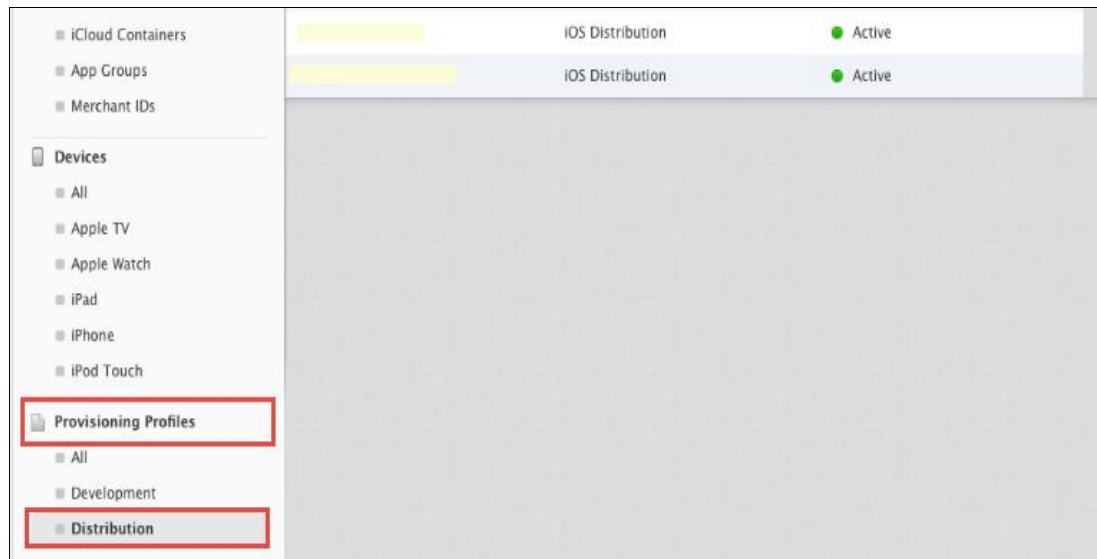 iCloud Containers
iOS Distribution Active
App Groups
iOS Distribution Active
Merchant IDs
Devices
All
Apple TV
Apple Watch
iPad
iPhone
iPod Touch
Provisioning Profiles
All
Development
Distribution